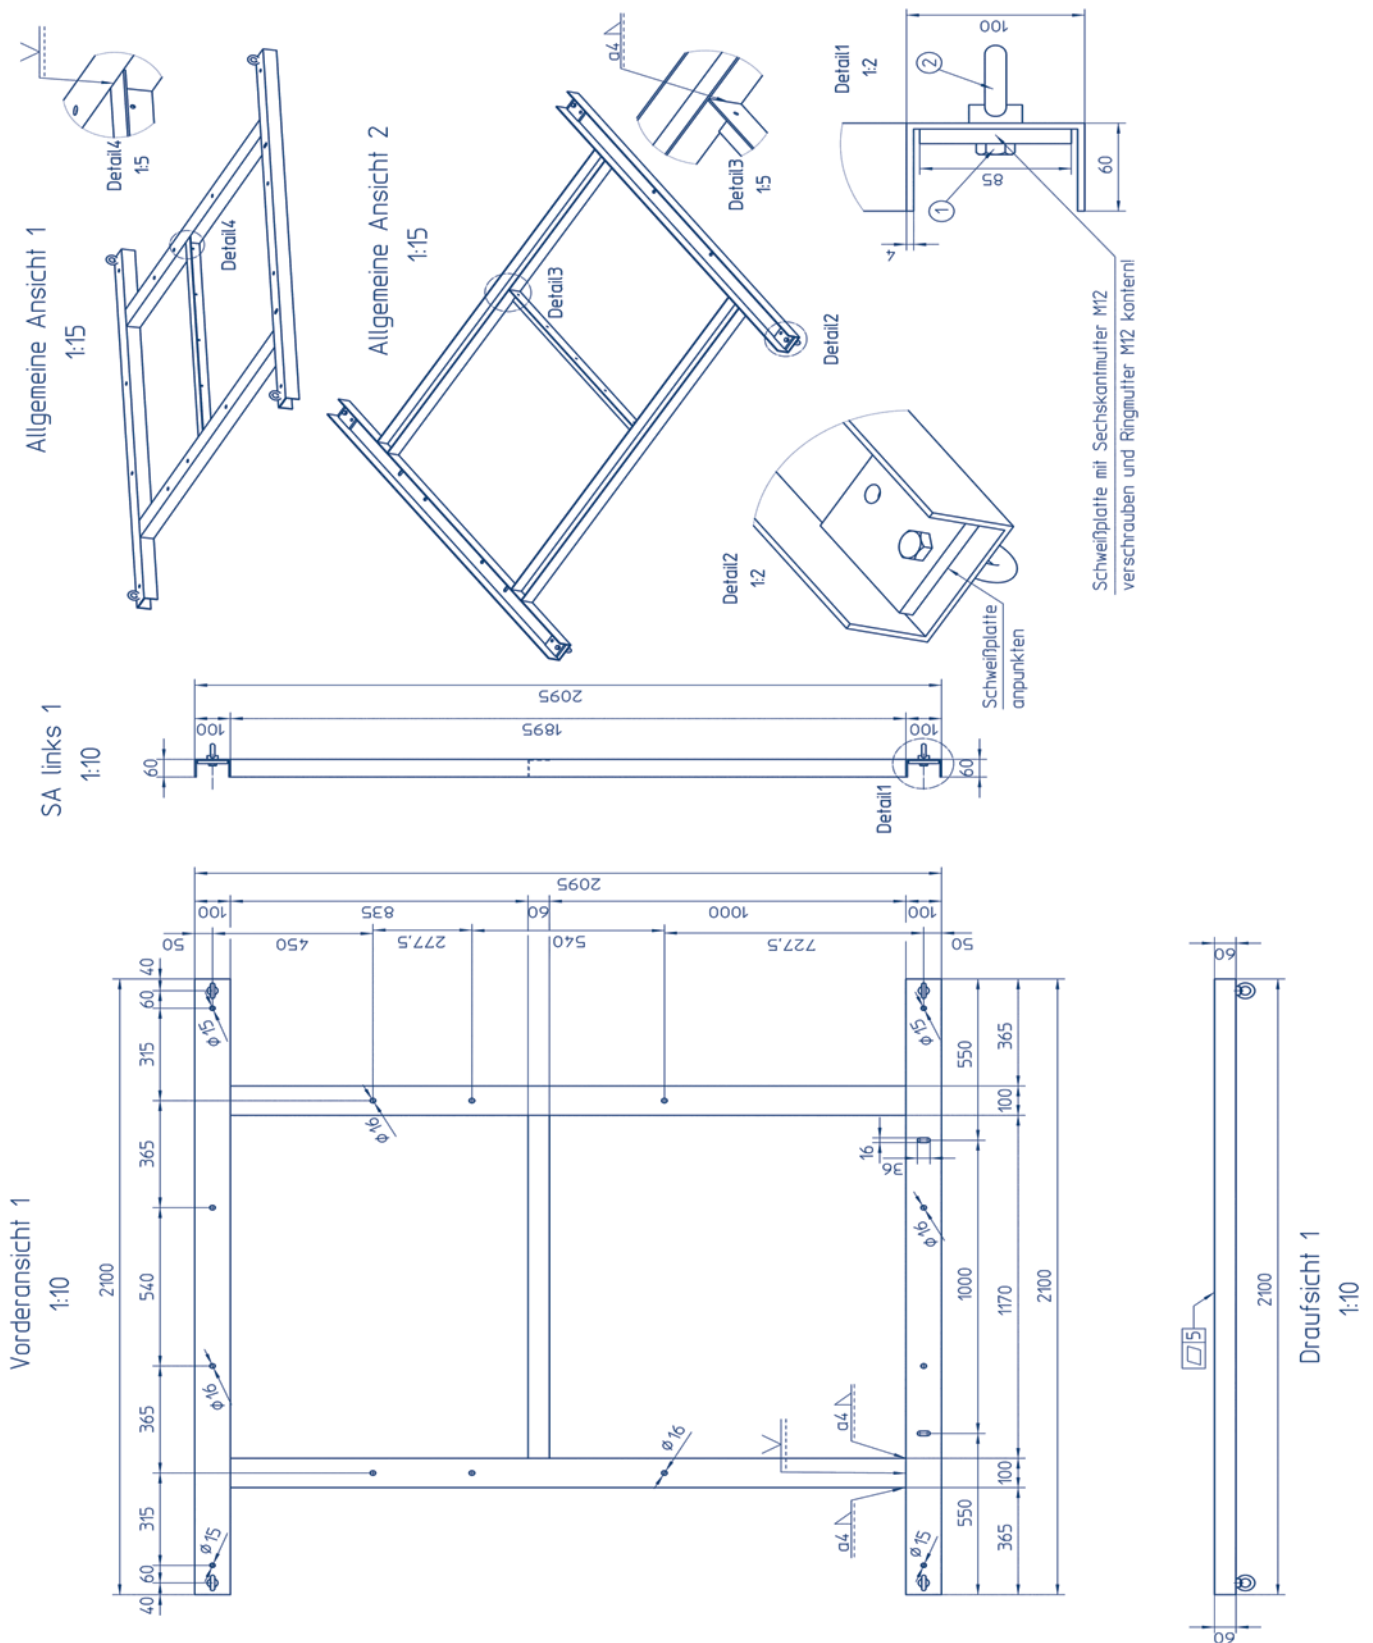 Vorderansicht 1
1:10
2100
40
60
315
365
540
365
315
60
40
Ø15
Ø16
Ø15
Ø16
Ø16
Ø15
Ø16
Ø15
50
450
277,5
540
727,5
50
100
835
60
1000
100
2095
16
36
550
1000
550
365
100
1170
100
365
2100
a4
a4
SA links 1
1:10
60
100
1895
100
2095
60
Detail1
Draufsicht 1
1:10
5
2100
60
60
Allgemeine Ansicht 1
1:15
Detail4
Detail4
1:5
Allgemeine Ansicht 2
1:15
Detail3
Detail2
a4
Detail3
1:5
Detail2
1:2
Schweißplatte
anpunkten
Detail1
1:2
100
2
1
85
60
4
Schweißplatte mit Sechskantmutter M12
verschrauben und Ringmutter M12 kontern!